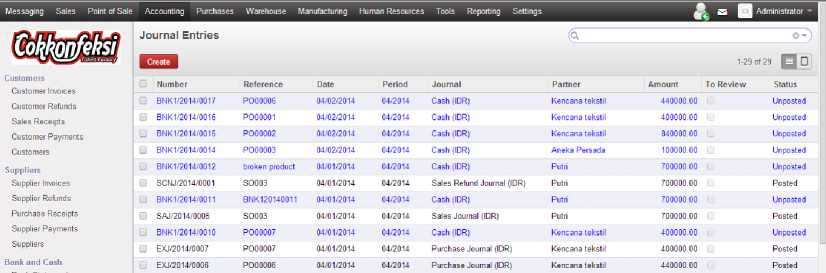 Messaging Sales Point of Sale Accounting Purchases Warehouse Manufacturing Human Resources Tools Reporting Settings Administrator
Cokkonfeksi
Journal Entries
Create 1-29 of 29
Customers
Customer Invoices
Customer Refunds
Sales Receipts
Customer Payments
Customers
Suppliers
Supplier Invoices
Supplier Refunds
Purchase Receipts
Supplier Payments
Suppliers
Bank and Cash
Number Reference Date Period Journal Partner Amount To Review Status
BNK1/2014/0017 PO00006 04/02/2014 04/2014 Cash (IDR) Kencana tekstil 440000.00 Unposted
BNK1/2014/0016 PO00001 04/02/2014 04/2014 Cash (IDR) Kencana tekstil 400000.00 Unposted
BNK1/2014/0015 PO00002 04/02/2014 04/2014 Cash (IDR) Kencana tekstil 840000.00 Unposted
BNK1/2014/0014 PO00003 04/02/2014 04/2014 Cash (IDR) Aneka Persada 100000.00 Unposted
BNK1/2014/0012 broken product 04/01/2014 04/2014 Cash (IDR) Putri 700000.00 Unposted
SCNJ/2014/0001 SO003 04/01/2014 04/2014 Sales Refund Journal (IDR) Putri 700000.00 Posted
BNK1/2014/0011 BNK120140011 04/01/2014 04/2014 Cash (IDR) Putri 700000.00 Unposted
SAJ/2014/0008 SO003 04/01/2014 04/2014 Sales Journal (IDR) Putri 700000.00 Posted
BNK1/2014/0010 PO00007 04/01/2014 04/2014 Cash (IDR) Kencana tekstil 400000.00 Unposted
EXJ/2014/0007 PO00007 04/01/2014 04/2014 Purchase Journal (IDR) Kencana tekstil 400000.00 Posted
EXJ/2014/0006 PO00006 04/01/2014 04/2014 Purchase Journal (IDR) Kencana tekstil 440000.00 Posted